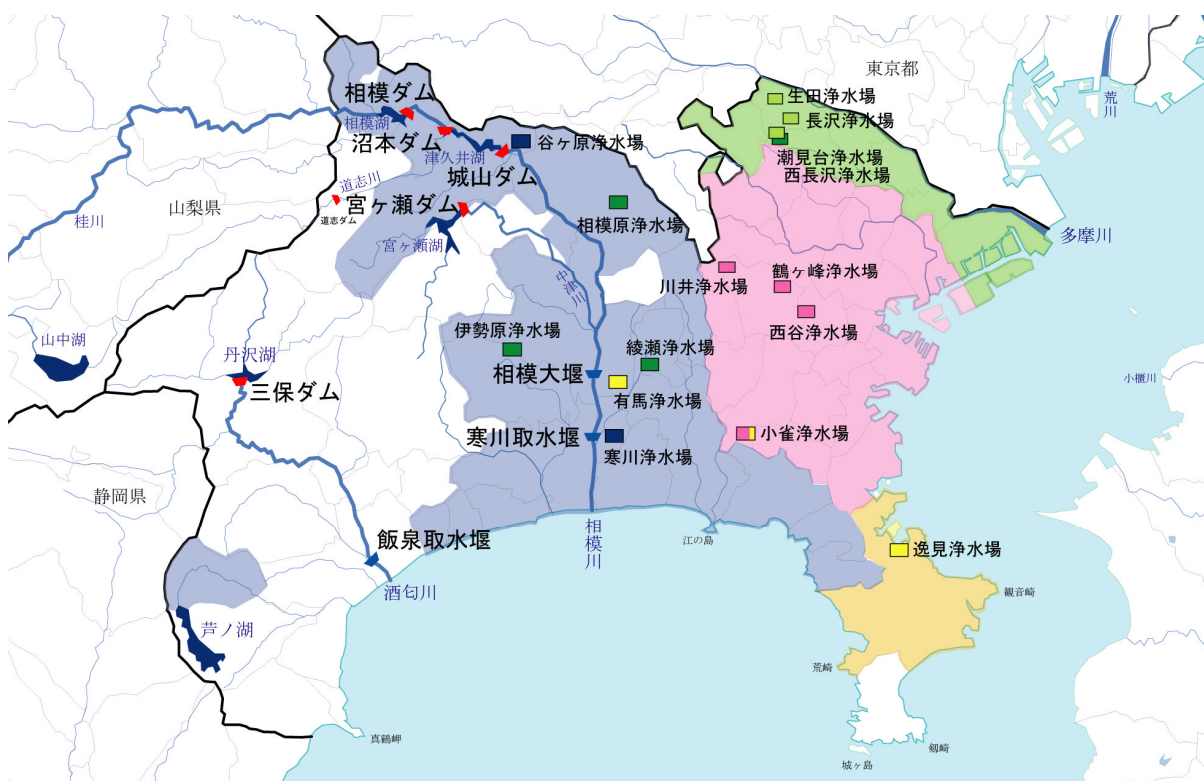 東京都
荒川
生田浄水場
長沢浄水場
潮見台浄水場
西長沢浄水場
相模ダム
相模湖
沼本ダム
津久井湖
谷ヶ原浄水場
城山ダム
道志川
山梨県
道志ダム
宮ヶ瀬ダム
宮ヶ瀬湖
桂川
相模原浄水場
多摩川
川井浄水場
鶴ヶ峰浄水場
中津川
西谷浄水場
伊勢原浄水場
綾瀬浄水場
山中湖
丹沢湖
相模大堰
三保ダム
有馬浄水場
小櫃川
寒川取水堰
小雀浄水場
寒川浄水場
静岡県
飯泉取水堰
相模川
江の島
逸見浄水場
酒匂川
観音崎
芦ノ湖
荒崎
真鶴岬
剱崎
城ヶ島